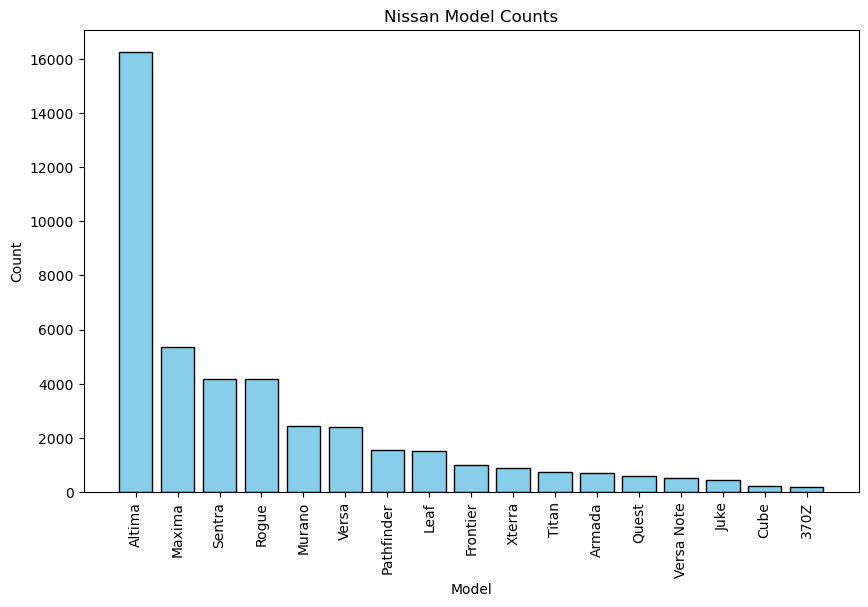 Nissan Model Counts
Count
16000
14000
12000
10000
8000
6000
4000
2000
0
Altima
Maxima
Sentra
Rogue
Murano
Versa
Pathfinder
Leaf
Frontier
Xterra
Titan
Armada
Quest
Versa Note
Juke
Cube
370Z
Model